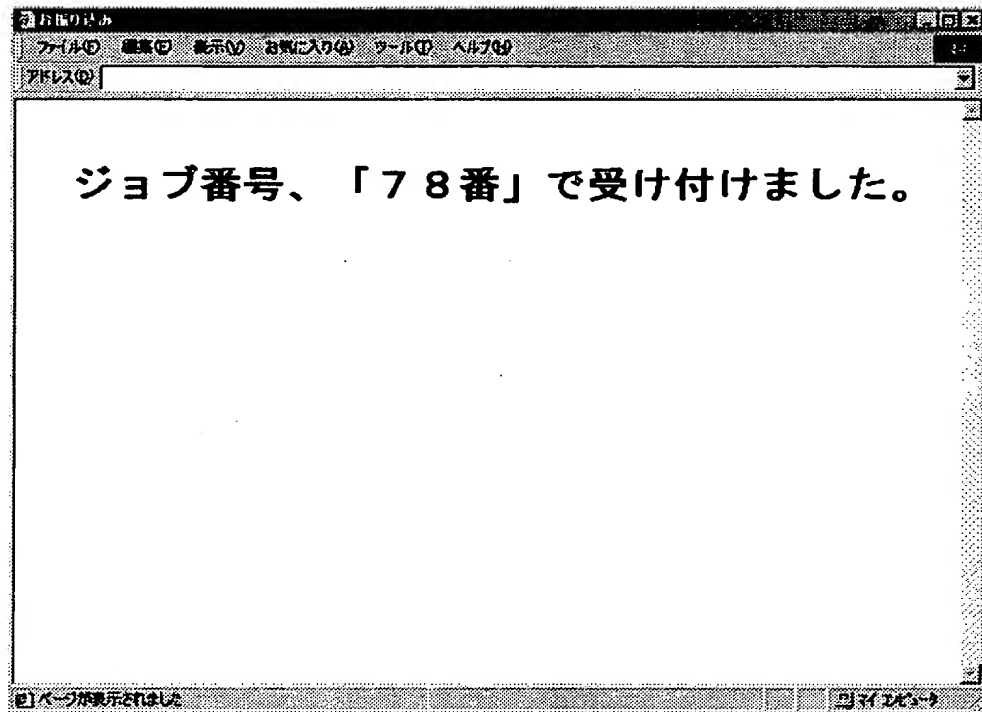 お振り込み
ファイル(F) 編集(E) 表示(V) お気に入り(A) ツール(T) ヘルプ(H)
アドレス(D)
ジョブ番号、「７８番」で受け付けました。
ページが表示されました
マイ コンピュータ